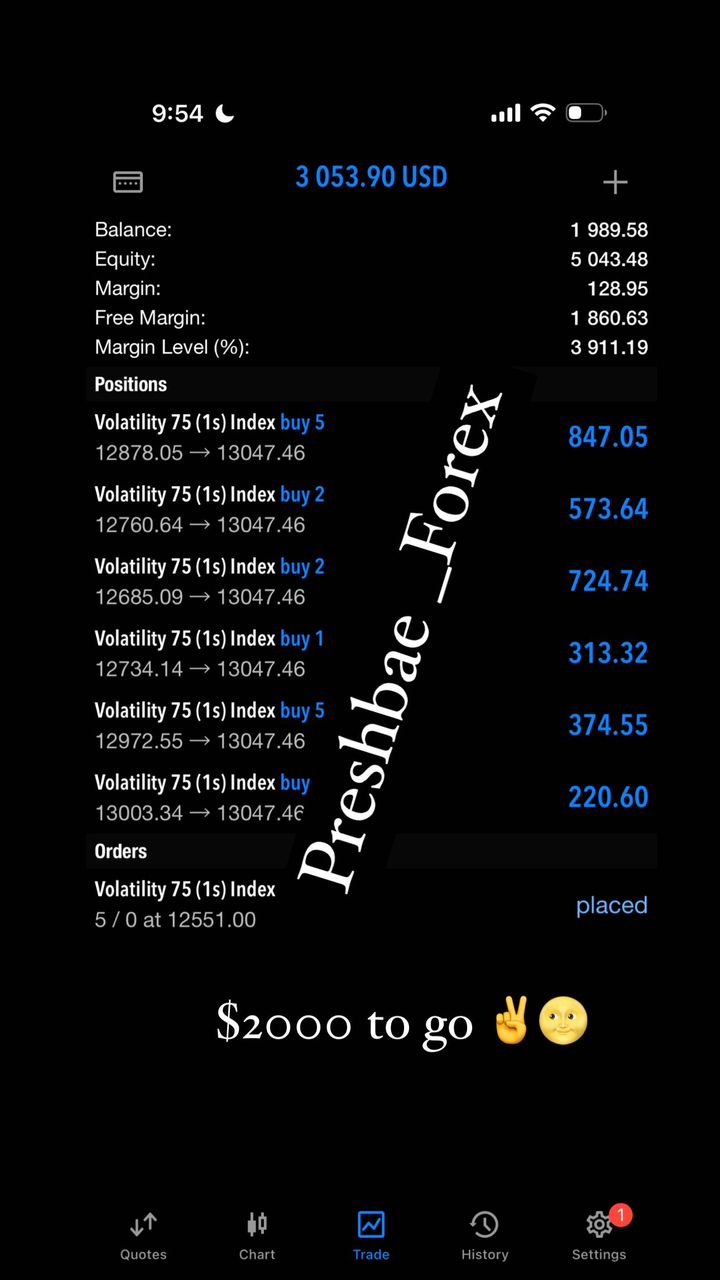 9:54
3 053.90 USD
Balance: 1 989.58
Equity: 5 043.48
Margin: 128.95
Free Margin: 1 860.63
Margin Level (%): 3 911.19
Positions
Volatility 75 (1s) Index buy 5
12878.05 → 13047.46 847.05
Volatility 75 (1s) Index buy 2
12760.64 → 13047.46 573.64
Volatility 75 (1s) Index buy 2
12685.09 → 13047.46 724.74
Volatility 75 (1s) Index buy 1
12734.14 → 13047.46 313.32
Volatility 75 (1s) Index buy 5
12972.55 → 13047.46 374.55
Volatility 75 (1s) Index buy
13003.34 → 13047.46 220.60
Preshbae _Forex
Orders
Volatility 75 (1s) Index
5 / 0 at 12551.00 placed
$2000 to go ✌️🌝
Quotes Chart Trade History Settings 1